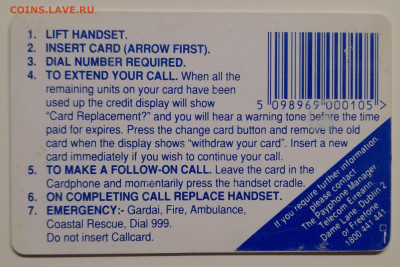 COINS.LAVE.RU
1. LIFT HANDSET.
2. INSERT CARD (ARROW FIRST).
3. DIAL NUMBER REQUIRED.
4. TO EXTEND YOUR CALL. When all the
remaining units on your card have been
used up the credit display will show
"Card Replacement?" and you will hear a warning tone before the time
paid for expires. Press the change card button and remove the old
card when the display shows "withdraw your card". Insert a new
card immediately if you wish to continue your call.
5. TO MAKE A FOLLOW-ON CALL. Leave the card in the
Cardphone and momentarily press the handset cradle.
6. ON COMPLETING CALL REPLACE HANDSET.
7. EMERGENCY:- Gardai, Fire, Ambulance,
Coastal Rescue, Dial 999.
Do not insert Callcard.
5 098969 000105 >
If you require further information,
please contact
The Payphone Manager
Telecom Eireann,
Dame Lane, Dublin 2
or Freefone
1800 441 441